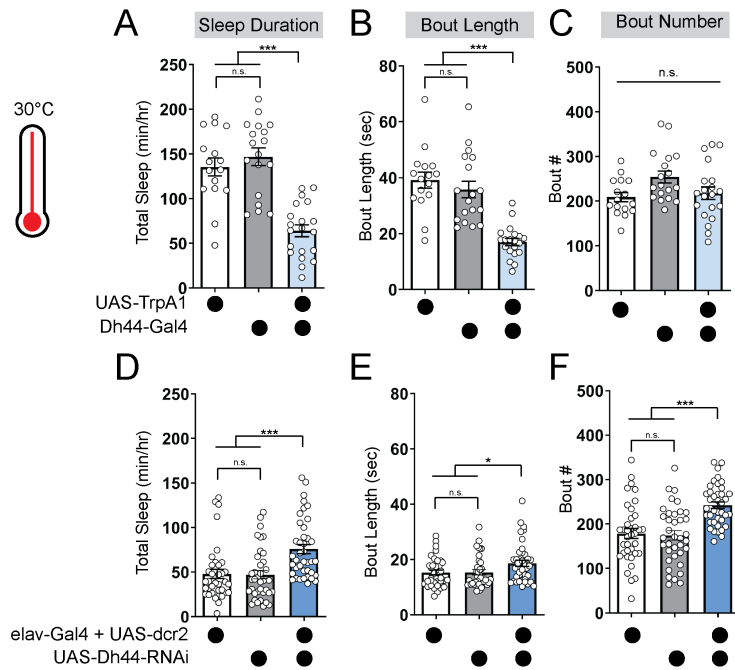 A Sleep Duration B Bout Length C Bout Number
30°C
Total Sleep (min/hr)
250
200
150
100
50
0
***
n.s.
Bout Length (sec)
80
60
40
20
0
***
n.s.
Bout #
500
400
300
200
100
0
n.s.
UAS-TrpA1
Dh44-Gal4
D E F
Total Sleep (min/hr)
250
200
150
100
50
0
***
n.s.
Bout Length (sec)
80
60
40
20
0
*
n.s.
Bout #
500
400
300
200
100
0
***
n.s.
elav-Gal4 + UAS-dcr2
UAS-Dh44-RNAi